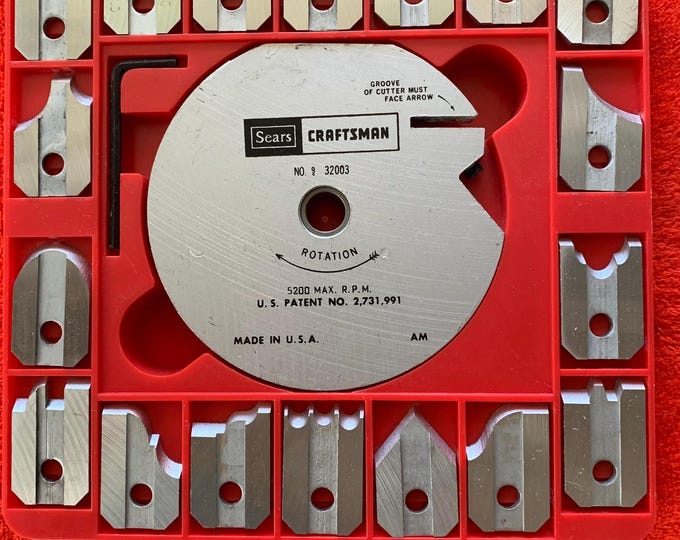 GROOVE
OF CUTTER MUST
FACE ARROW
Sears CRAFTSMAN
NO. 9 32003
ROTATION
5200 MAX. R.P.M.
U.S. PATENT NO. 2,731,991
MADE IN U.S.A. AM